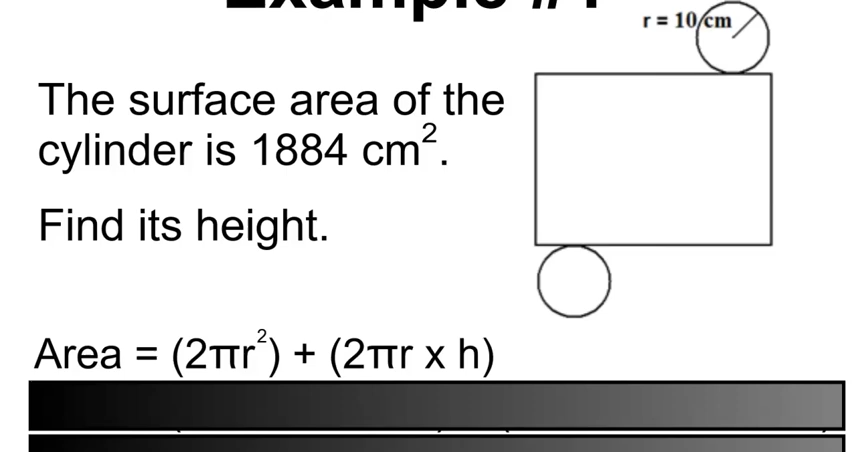 r = 10 cm
The surface area of the
cylinder is 1884 cm².
Find its height.
Area = (2πr²) + (2πr x h)